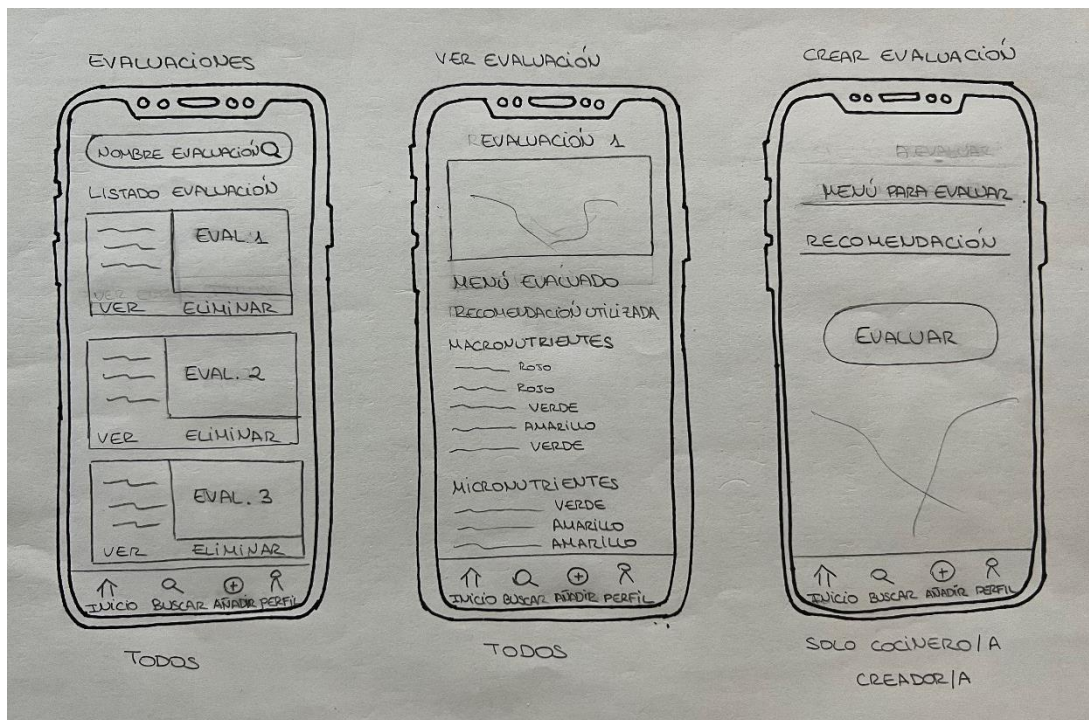 EVALUACIONES
NOMBRE EVALUACIÓN
LISTADO EVALUACIÓN
EVAL. 1
VER ELIMINAR
EVAL. 2
VER ELIMINAR
EVAL. 3
VER ELIMINAR
INICIO BUSCAR AÑADIR PERFIL
TODOS
VER EVALUACIÓN
EVALUACIÓN 1
MENÚ EVALUADO
RECOMENDACIÓN UTILIZADA
MACRONUTRIENTES
ROJO
ROJO
VERDE
AMARILLO
VERDE
MICRONUTRIENTES
VERDE
AMARILLO
AMARILLO
INICIO BUSCAR AÑADIR PERFIL
TODOS
CREAR EVALUACIÓN
A EVALUAR
MENÚ PARA EVALUAR
RECOMENDACIÓN
EVALUAR
INICIO BUSCAR AÑADIR PERFIL
SOLO COCINERO/A
CREADOR/A